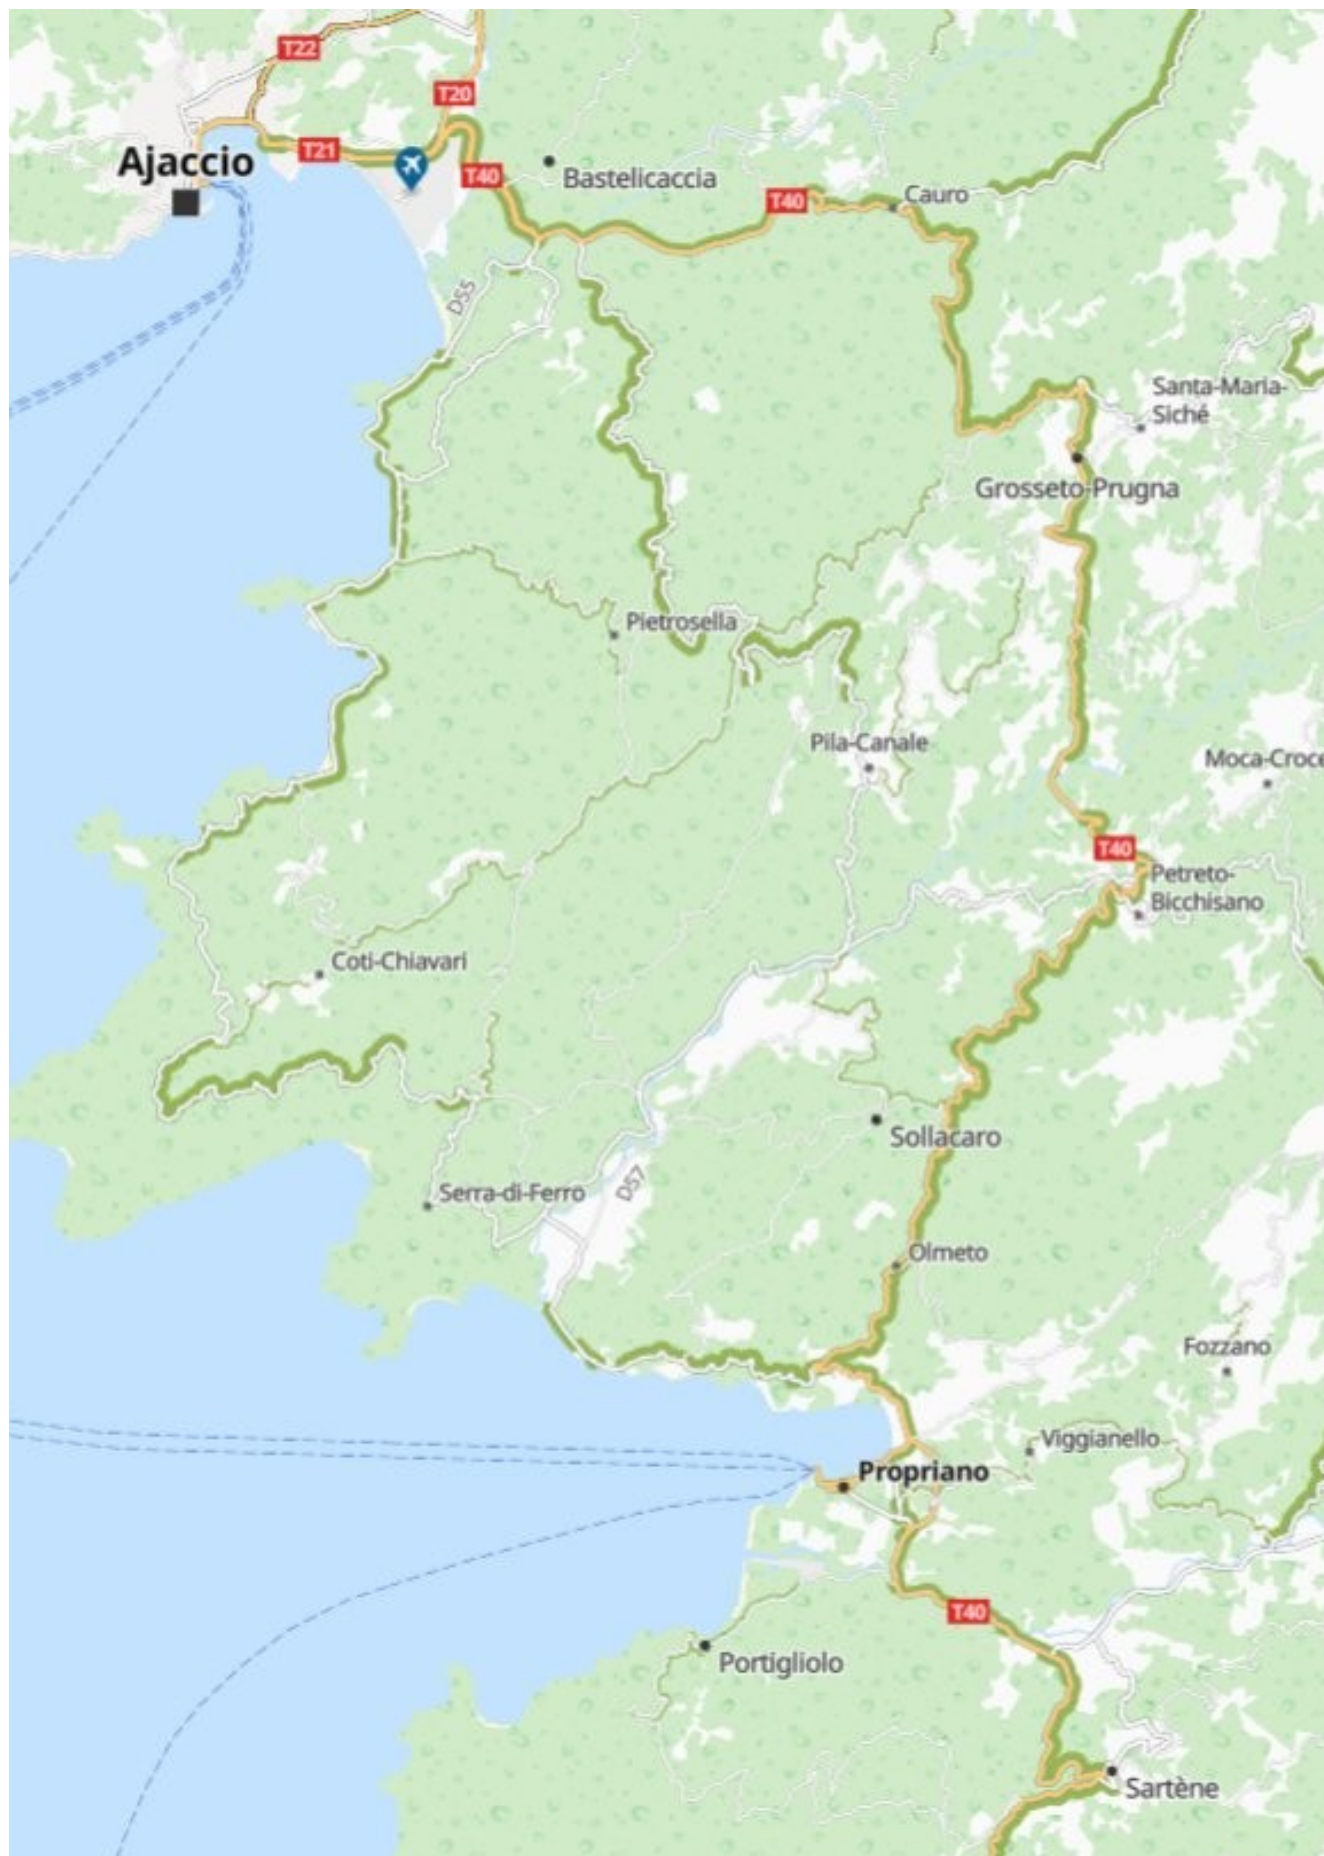 T22
T20
T21
Ajaccio
T40
Bastelicaccia
T40
Cauro
D55
Santa-Maria-
Siché
Grosseto-Prugna
Pietrosella
Pila-Canale
Moca-Croce
T40
Petreto-
Bicchisano
Coti-Chiavari
Sollacaro
Serra-di-Ferro
D57
Olmeto
Fozzano
Viggianello
Propriano
T40
Portigliolo
Sartène